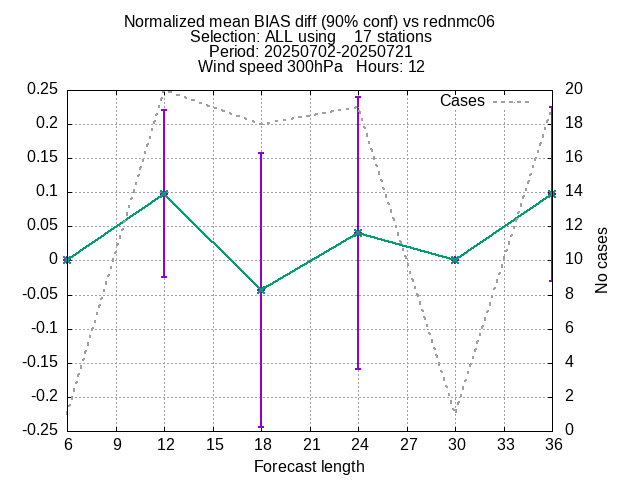 Normalized mean BIAS diff (90% conf) vs rednmc06
Selection: ALL using    17 stations
Period: 20250702-20250721
Wind speed 300hPa   Hours: 12
Cases
0.25
0.2
0.15
0.1
0.05
0
-0.05
-0.1
-0.15
-0.2
-0.25
20
18
16
14
12
10
8
6
4
2
0
No cases
6 9 12 15 18 21 24 27 30 33 36
Forecast length